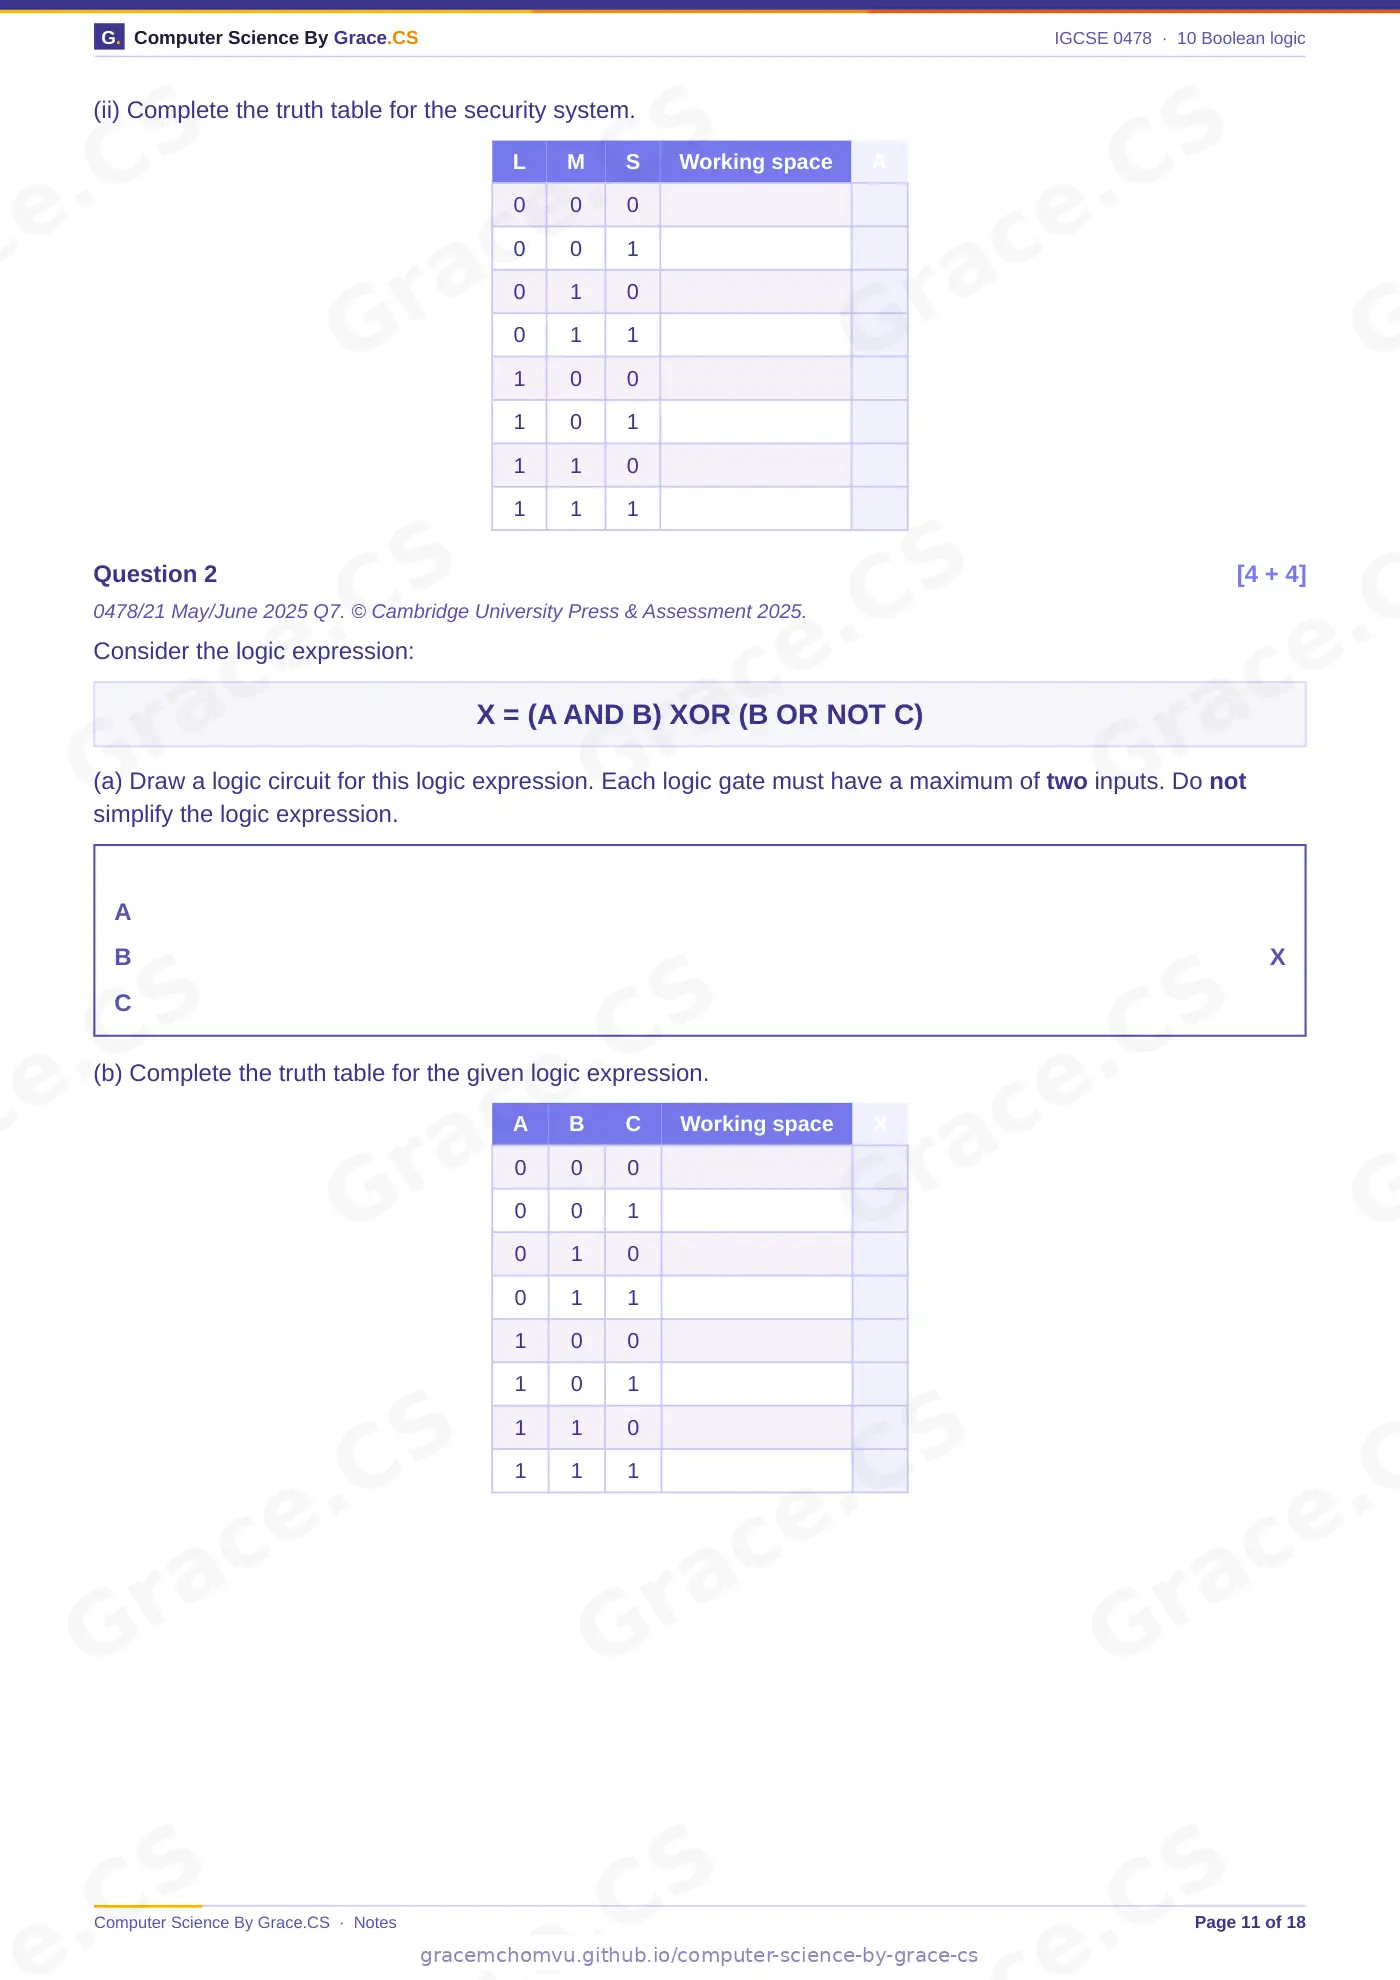 G. Computer Science By Grace.CS
IGCSE 0478 · 10 Boolean logic
(ii) Complete the truth table for the security system.
L M S Working space A
0 0 0
0 0 1
0 1 0
0 1 1
1 0 0
1 0 1
1 1 0
1 1 1
Question 2 [4 + 4]
0478/21 May/June 2025 Q7. © Cambridge University Press & Assessment 2025.
Consider the logic expression:
X = (A AND B) XOR (B OR NOT C)
(a) Draw a logic circuit for this logic expression. Each logic gate must have a maximum of two inputs. Do not
simplify the logic expression.
A
B X
C
(b) Complete the truth table for the given logic expression.
A B C Working space X
0 0 0
0 0 1
0 1 0
0 1 1
1 0 0
1 0 1
1 1 0
1 1 1
Computer Science By Grace.CS · Notes
Page 11 of 18
gracemchomvu.github.io/computer-science-by-grace-cs